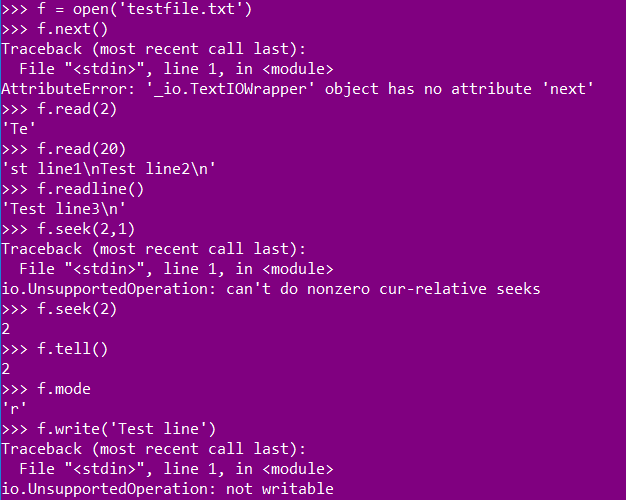 >>> f = open('testfile.txt')
>>> f.next()
Traceback (most recent call last):
  File "<stdin>", line 1, in <module>
AttributeError: '_io.TextIOWrapper' object has no attribute 'next'
>>> f.read(2)
'Te'
>>> f.read(20)
'st line1\nTest line2\n'
>>> f.readline()
'Test line3\n'
>>> f.seek(2,1)
Traceback (most recent call last):
  File "<stdin>", line 1, in <module>
io.UnsupportedOperation: can't do nonzero cur-relative seeks
>>> f.seek(2)
2
>>> f.tell()
2
>>> f.mode
'r'
>>> f.write('Test line')
Traceback (most recent call last):
  File "<stdin>", line 1, in <module>
io.UnsupportedOperation: not writable